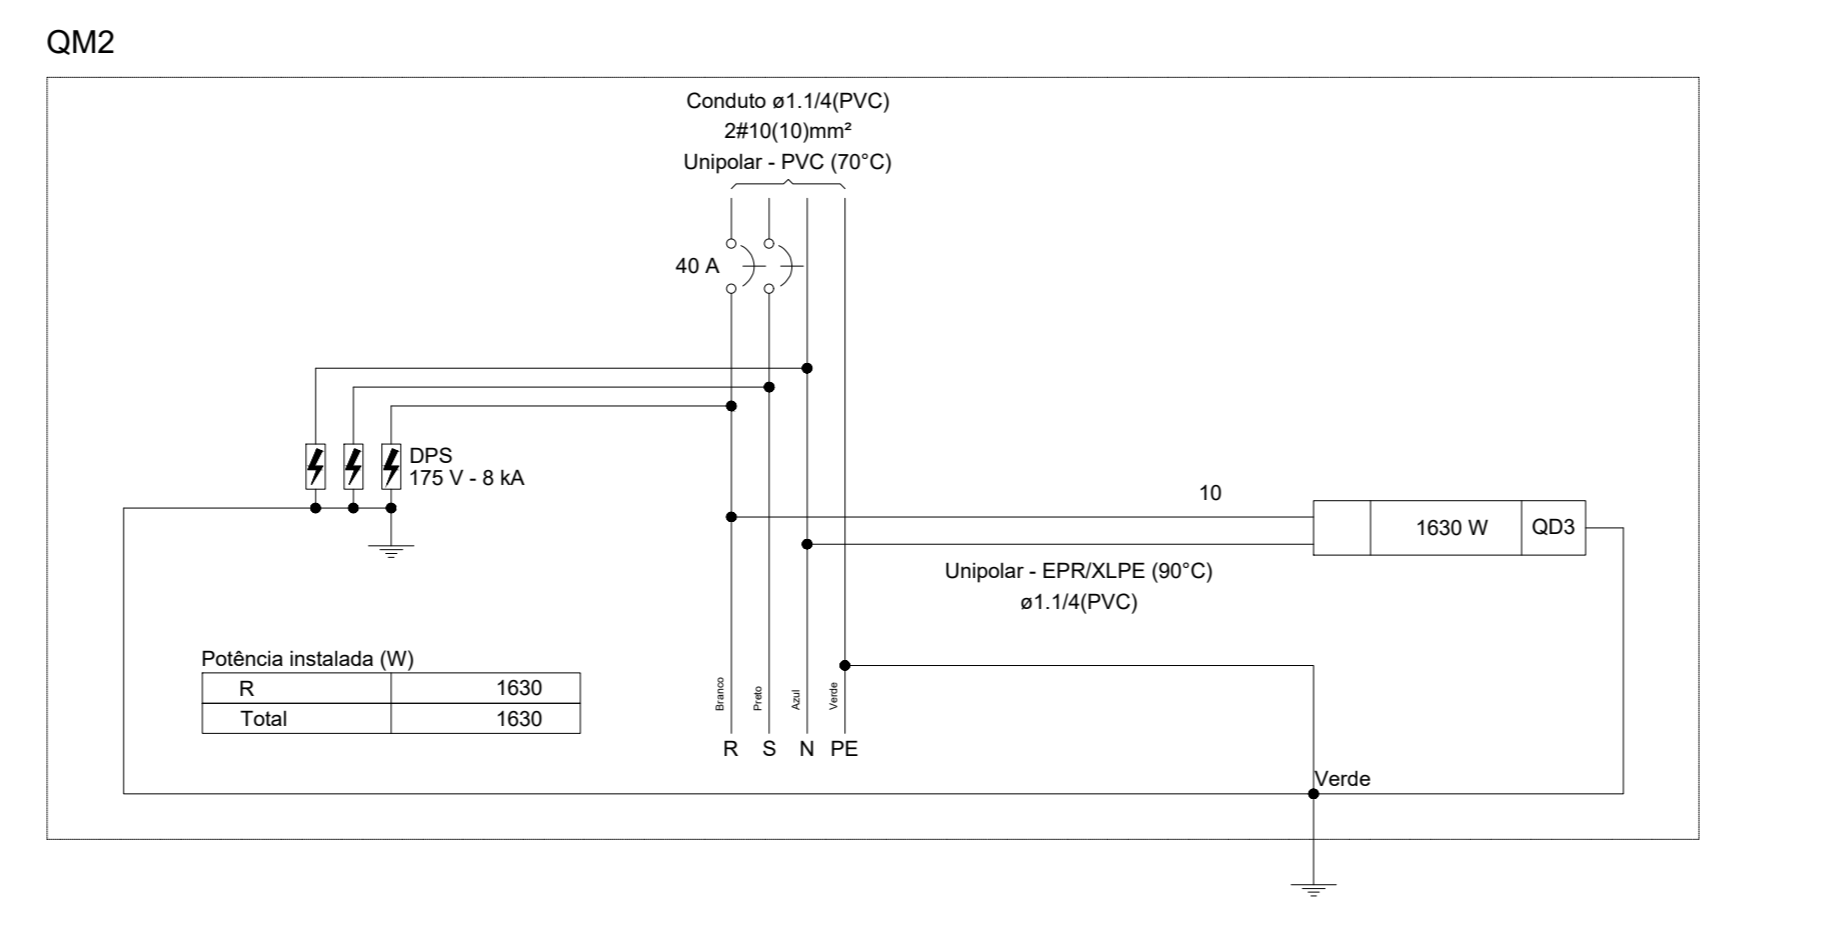 QM2
Conduto ø1.1/4(PVC)
2#10(10)mm²
Unipolar - PVC (70°C)
40 A
DPS
175 V - 8 kA
10
1630 W
QD3
Unipolar - EPR/XLPE (90°C)
ø1.1/4(PVC)
Potência instalada (W)
R 1630
Total 1630
Branco
Preto
Azul
Verde
R S N PE
Verde